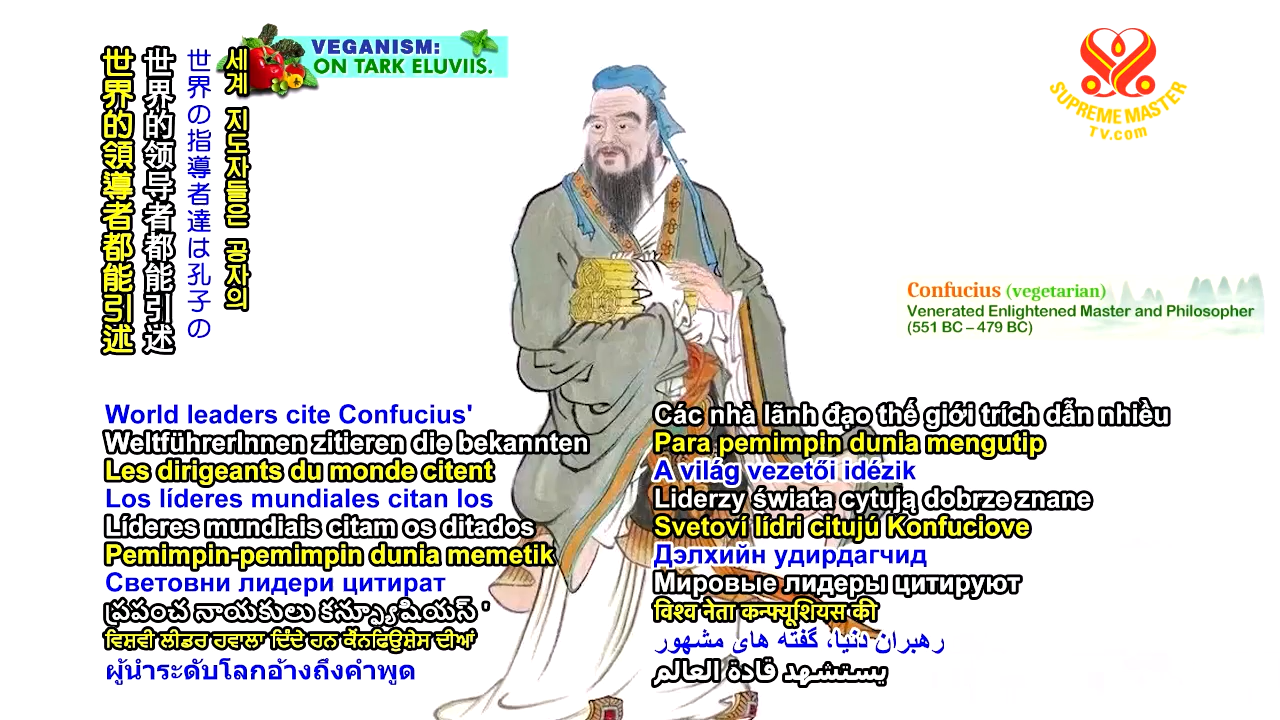 世界的領導者都能引述
世界的领导者都能引述
世界の指導者達は孔子の
세계 지도자들은 공자의
VEGANISM:
ON TARK ELUVIIS.
SUPREME MASTER
TV.com
Confucius (vegetarian)
Venerated Enlightened Master and Philosopher
(551 BC – 479 BC)
World leaders cite Confucius'
WeltführerInnen zitieren die bekannten
Les dirigeants du monde citent
Los líderes mundiales citan los
Líderes mundiais citam os ditados
Pemimpin-pemimpin dunia memetik
Световни лидери цитират
ప్రపంచ నాయకులు కన్ఫ్యూషియస్ '
ਵਿਸ਼ਵੀ ਲੀਡਰ ਹਵਾਲਾ ਦਿੰਦੇ ਹਨ ਕੌਨਫਿਉਸ਼ੇਸ ਦੀਆਂ
ผู้นำระดับโลกอ้างถึงคำพูด
Các nhà lãnh đạo thế giới trích dẫn nhiều
Para pemimpin dunia mengutip
A világ vezetői idézik
Liderzy świata cytują dobrze znane
Svetoví lídri citujú Konfuciove
Дэлхийн удирдагчид
Мировые лидеры цитируют
विश्व नेता कन्फ्यूशियस की
رهبران دنیا، گفته های مشهور
يستشهد قادة العالم